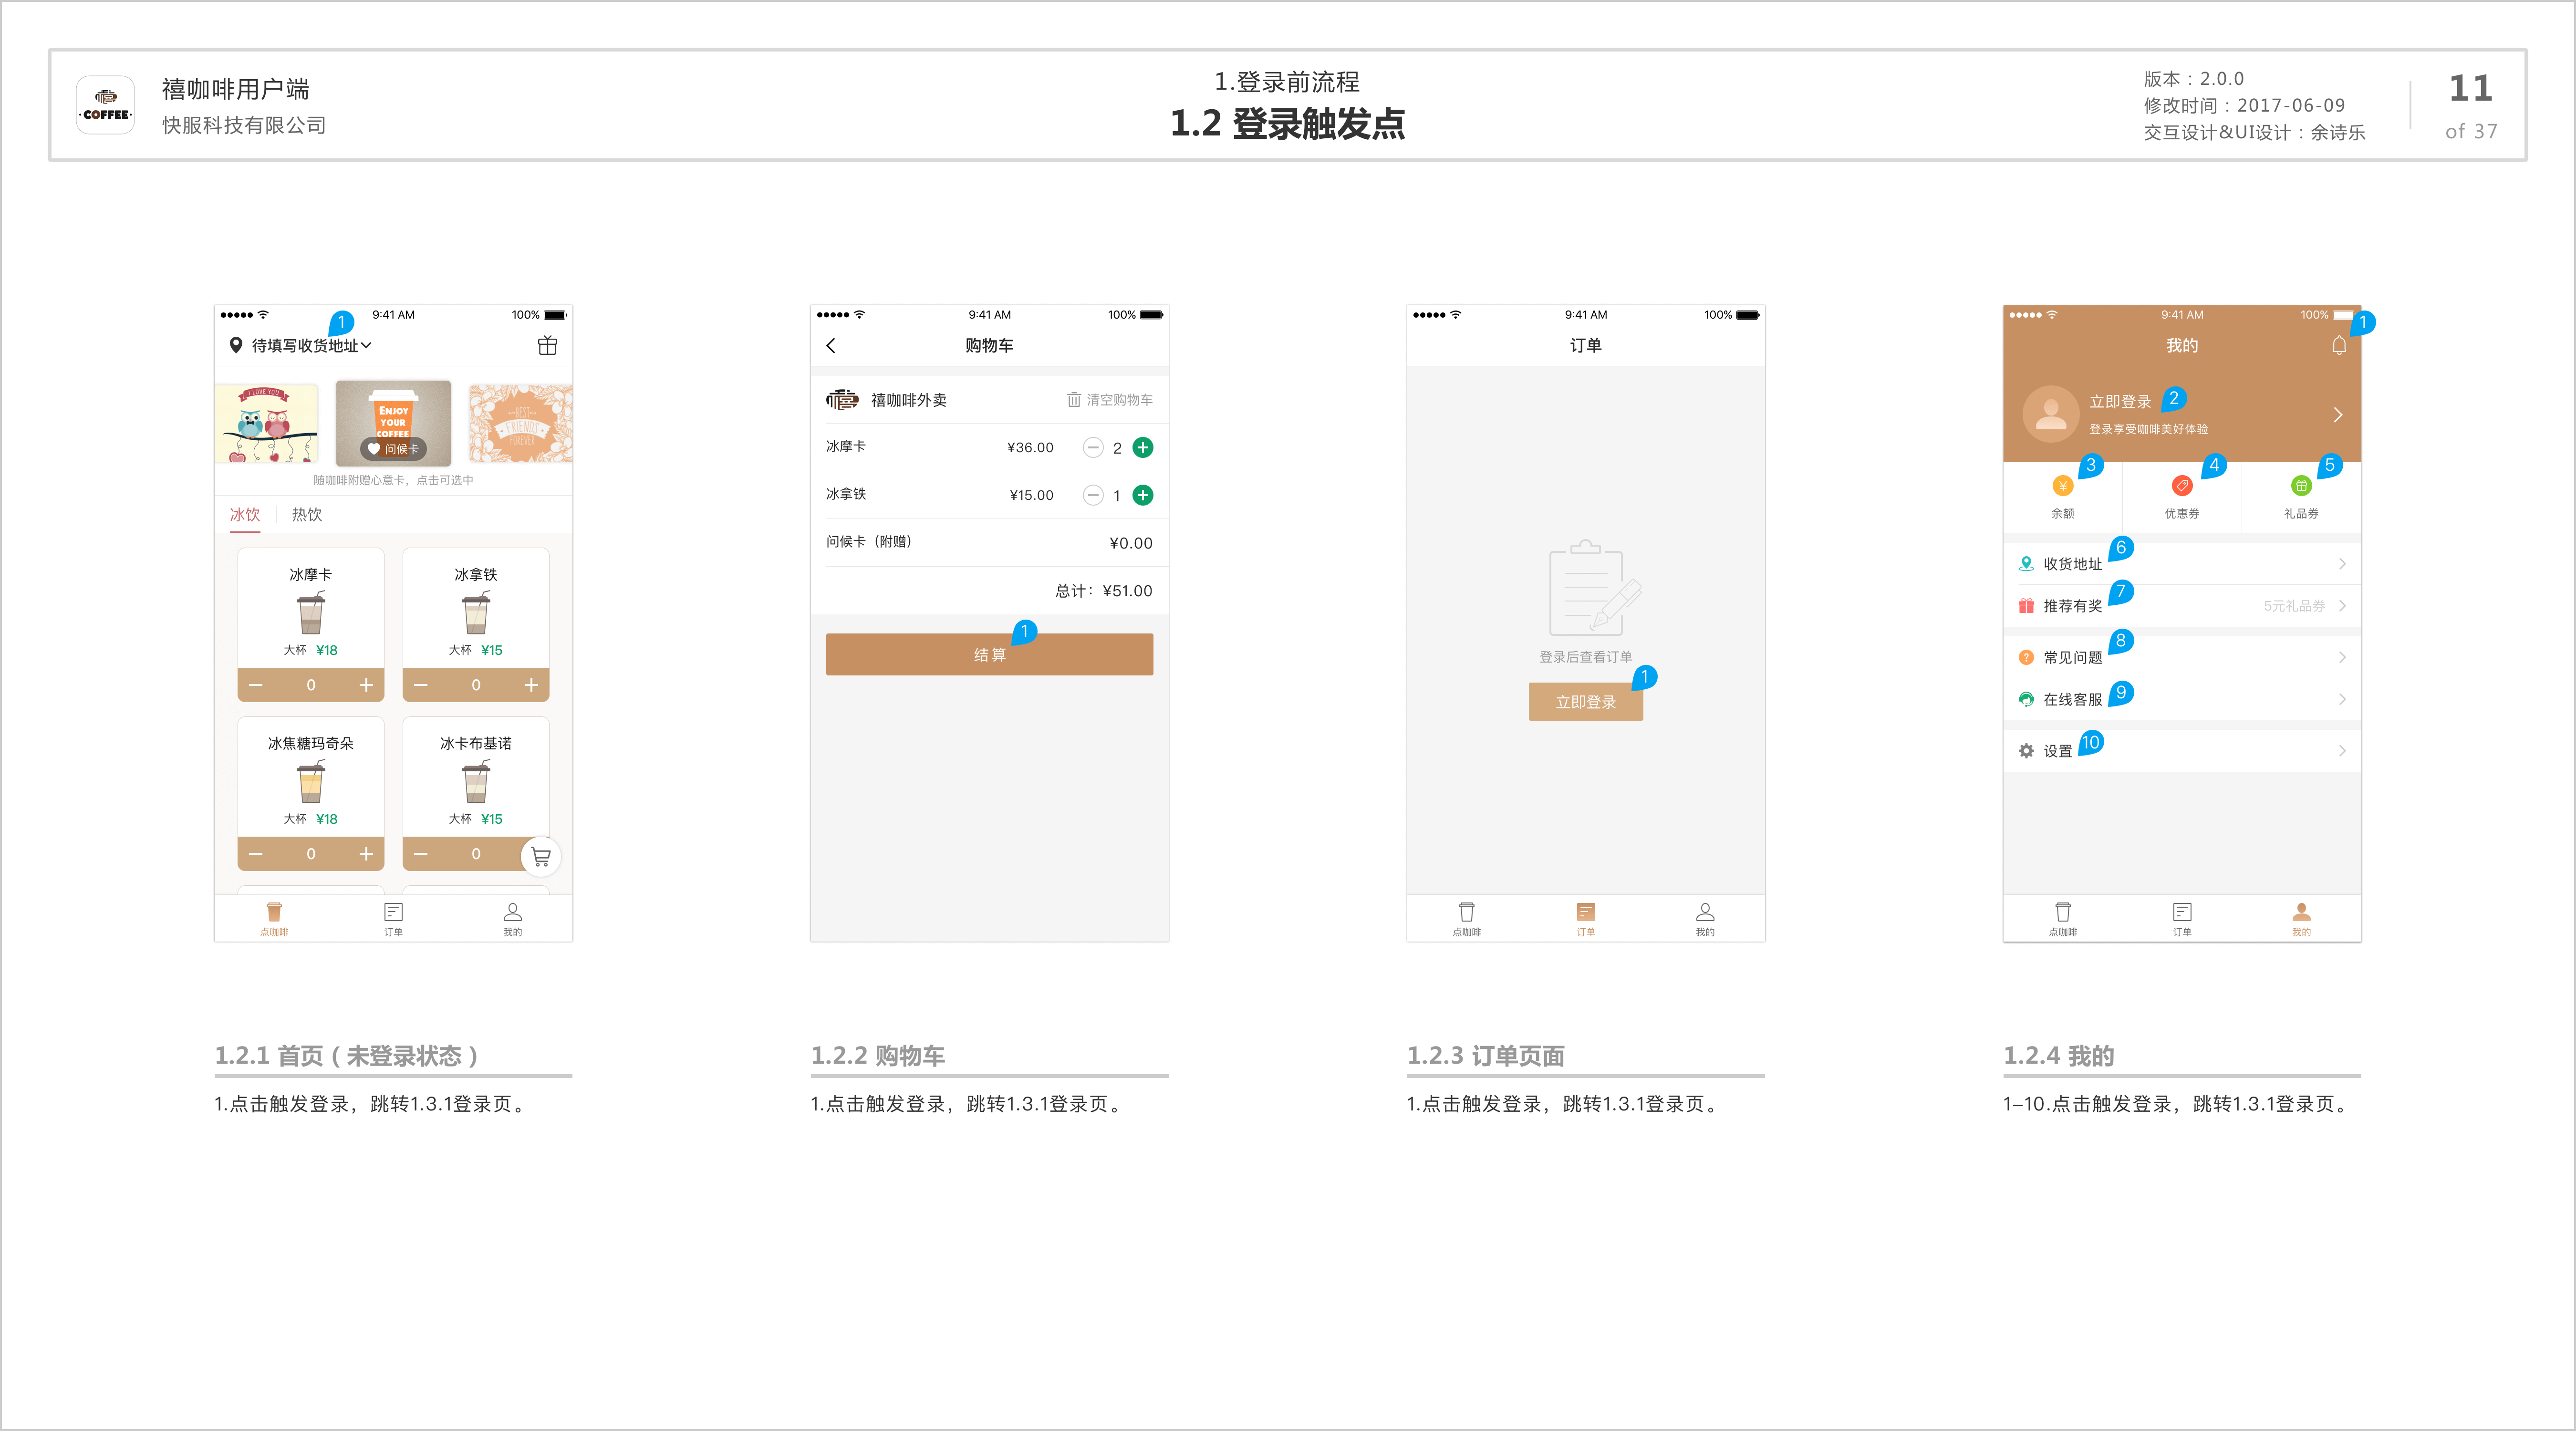 COFFEE
禧咖啡用户端
快服科技有限公司
1.登录前流程
1.2 登录触发点
版本：2.0.0
修改时间：2017-06-09
交互设计&UI设计：余诗乐
11
of 37
9:41 AM
100%
1
待填写收货地址
I LOVE YOU
ENJOY
YOUR
COFFEE
问候卡
BEST
FRIENDS
FOREVER
随咖啡附赠心意卡，点击可选中
冰饮
热饮
冰摩卡
大杯 ¥18
0
冰拿铁
大杯 ¥15
0
冰焦糖玛奇朵
大杯 ¥18
0
冰卡布基诺
大杯 ¥15
0
点咖啡
订单
我的
1.2.1 首页（未登录状态）
1.点击触发登录，跳转1.3.1登录页。
9:41 AM
100%
购物车
禧咖啡外卖
清空购物车
冰摩卡 ¥36.00 2
冰拿铁 ¥15.00 1
问候卡（附赠） ¥0.00
总计：¥51.00
1
结算
1.2.2 购物车
1.点击触发登录，跳转1.3.1登录页。
9:41 AM
100%
订单
登录后查看订单
1
立即登录
点咖啡
订单
我的
1.2.3 订单页面
1.点击触发登录，跳转1.3.1登录页。
9:41 AM
100%
1
我的
立即登录
2
登录享受咖啡美好体验
3
余额
4
优惠券
5
礼品券
收货地址
6
推荐有奖
7
5元礼品券
常见问题
8
在线客服
9
设置
10
点咖啡
订单
我的
1.2.4 我的
1–10.点击触发登录，跳转1.3.1登录页。